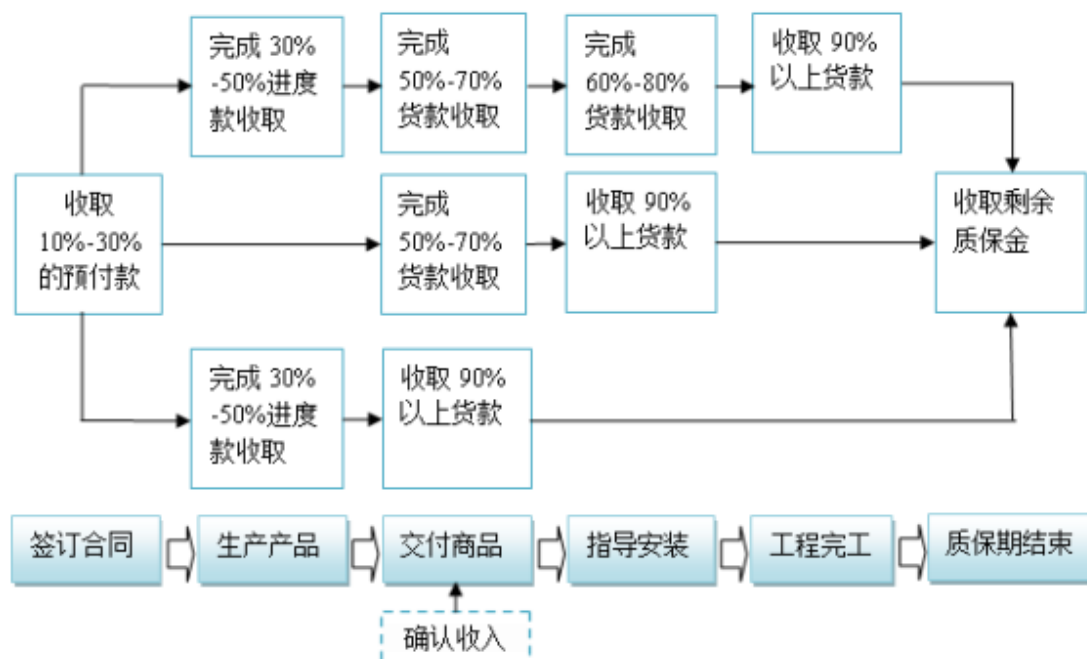 完成 30%
-50%进度
款收取
完成
50%-70%
货款收取
完成
60%-80%
货款收取
收取 90%
以上货款
收取
10%-30%
的预付款
完成
50%-70%
货款收取
收取 90%
以上货款
收取剩余
质保金
完成 30%
-50%进度
款收取
收取 90%
以上货款
签订合同
生产产品
交付商品
指导安装
工程完工
质保期结束
确认收入